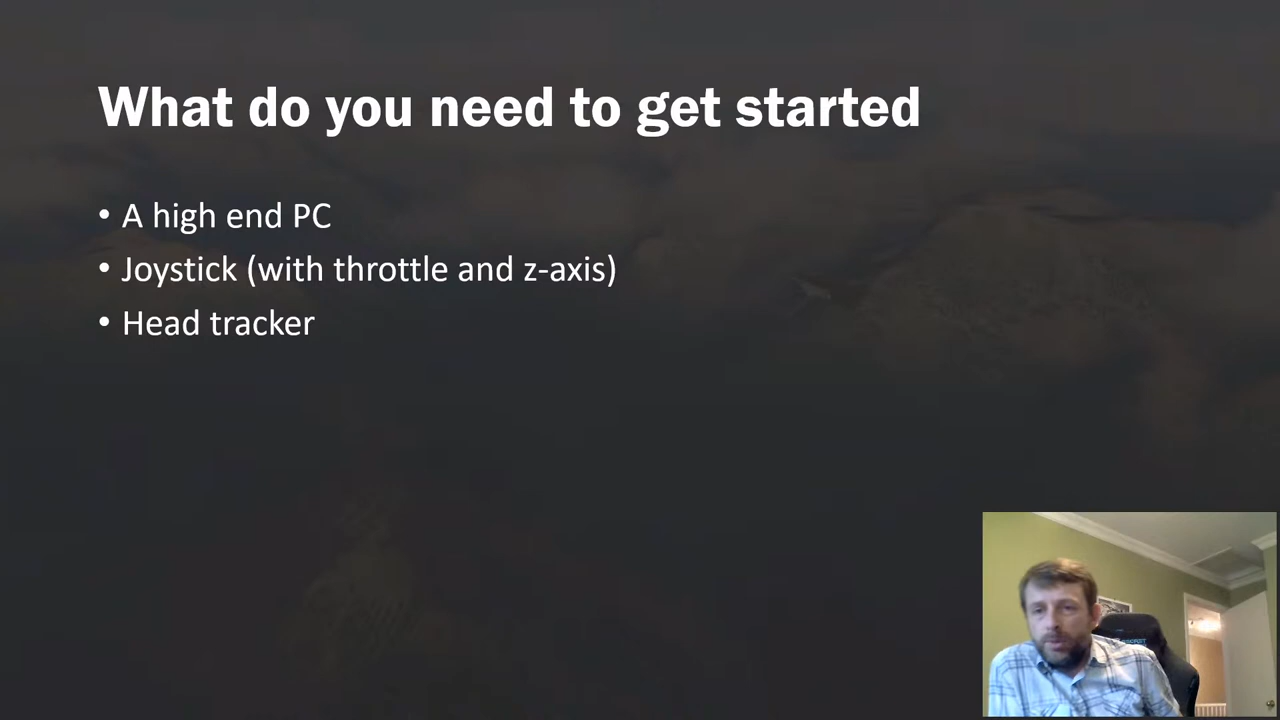 What do you need to get started
• A high end PC
• Joystick (with throttle and z-axis)
• Head tracker